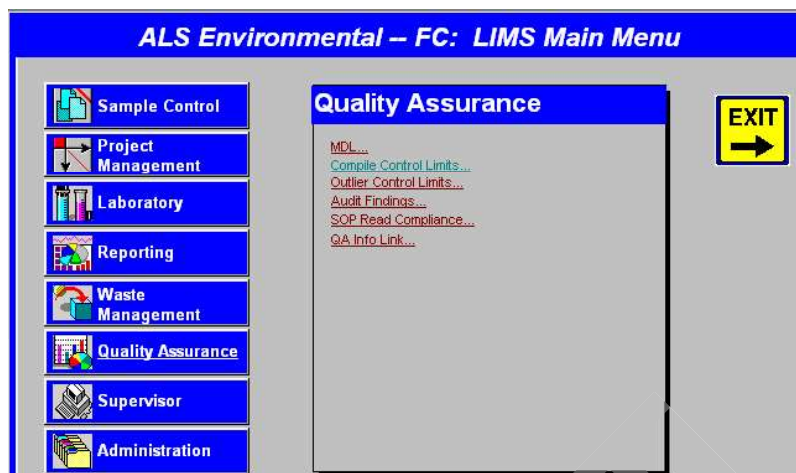 ALS Environmental -- FC: LIMS Main Menu
Sample Control
Project
Management
Laboratory
Reporting
Waste
Management
Quality Assurance
Supervisor
Administration
Quality Assurance
MDL...
Compile Control Limits...
Outlier Control Limits...
Audit Findings...
SOP Read Compliance...
QA Info Link...
EXIT